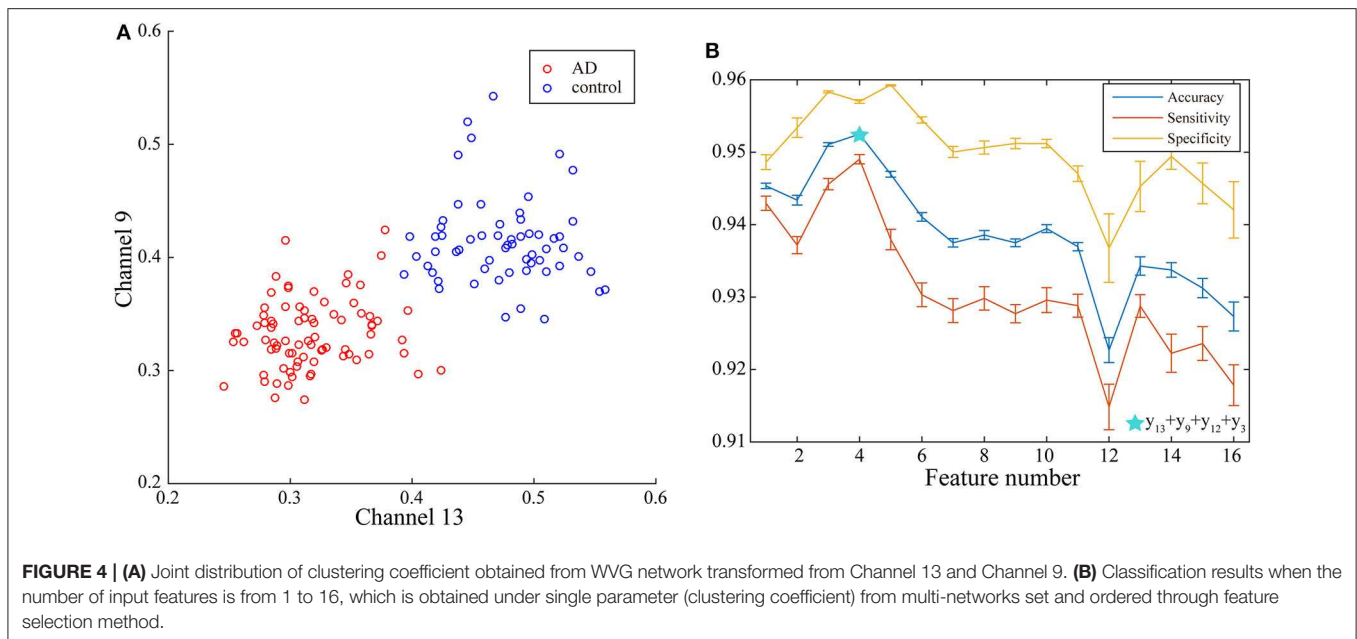 A
0.6
0.5
0.4
0.3
0.2
Channel 9
AD
control
0.2 0.3 0.4 0.5 0.6
Channel 13
B
0.96
0.95
0.94
0.93
0.92
0.91
Accuracy
Sensitivity
Specificity
y13+y9+y12+y3
2 4 6 8 10 12 14 16
Feature number
FIGURE 4 | (A) Joint distribution of clustering coefficient obtained from WVG network transformed from Channel 13 and Channel 9. (B) Classification results when the
number of input features is from 1 to 16, which is obtained under single parameter (clustering coefficient) from multi-networks set and ordered through feature
selection method.